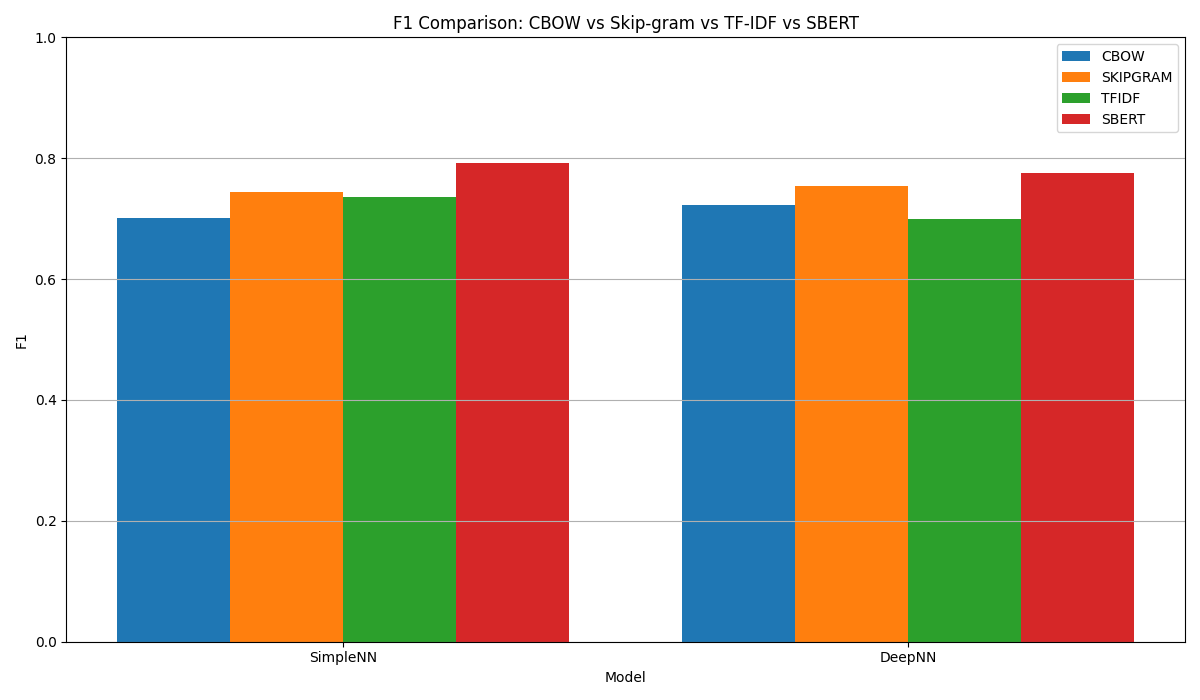 F1 Comparison: CBOW vs Skip-gram vs TF-IDF vs SBERT
CBOW
SKIPGRAM
TFIDF
SBERT
1.0
0.8
0.6
0.4
0.2
0.0
F1
SimpleNN
DeepNN
Model